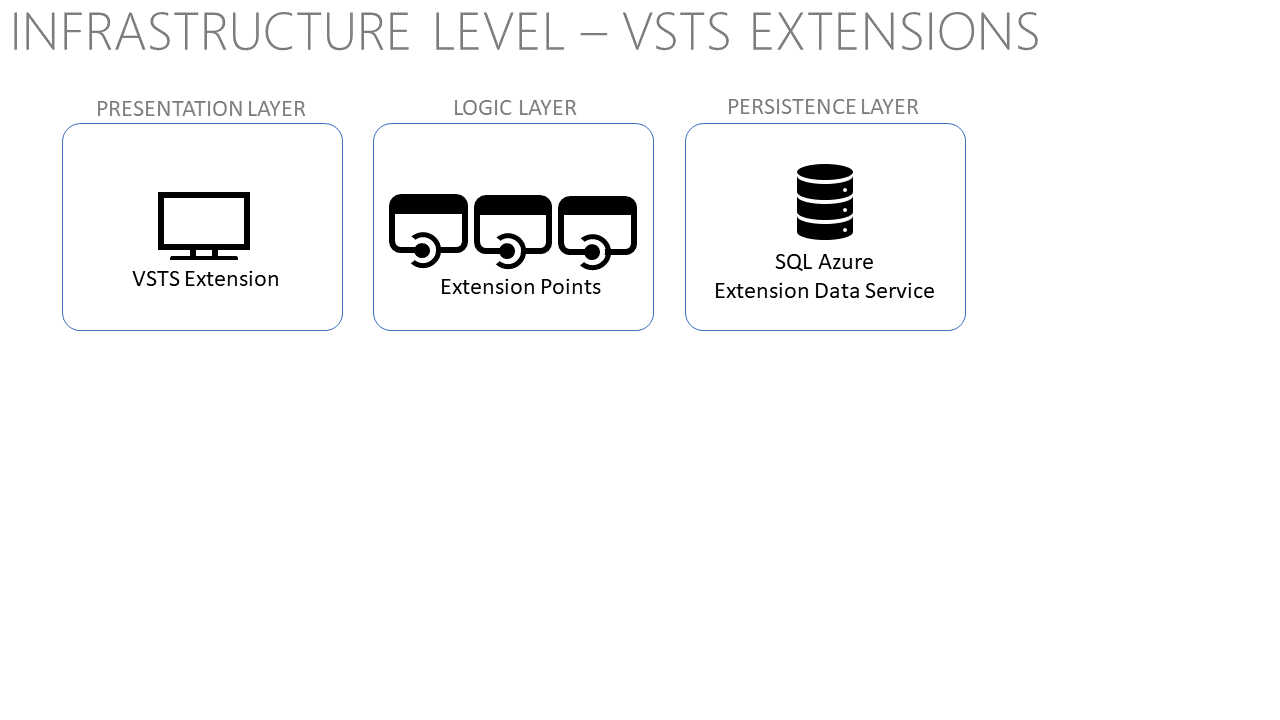 INFRASTRUCTURE LEVEL – VSTS EXTENSIONS
PRESENTATION LAYER
LOGIC LAYER
PERSISTENCE LAYER
VSTS Extension
Extension Points
SQL Azure
Extension Data Service